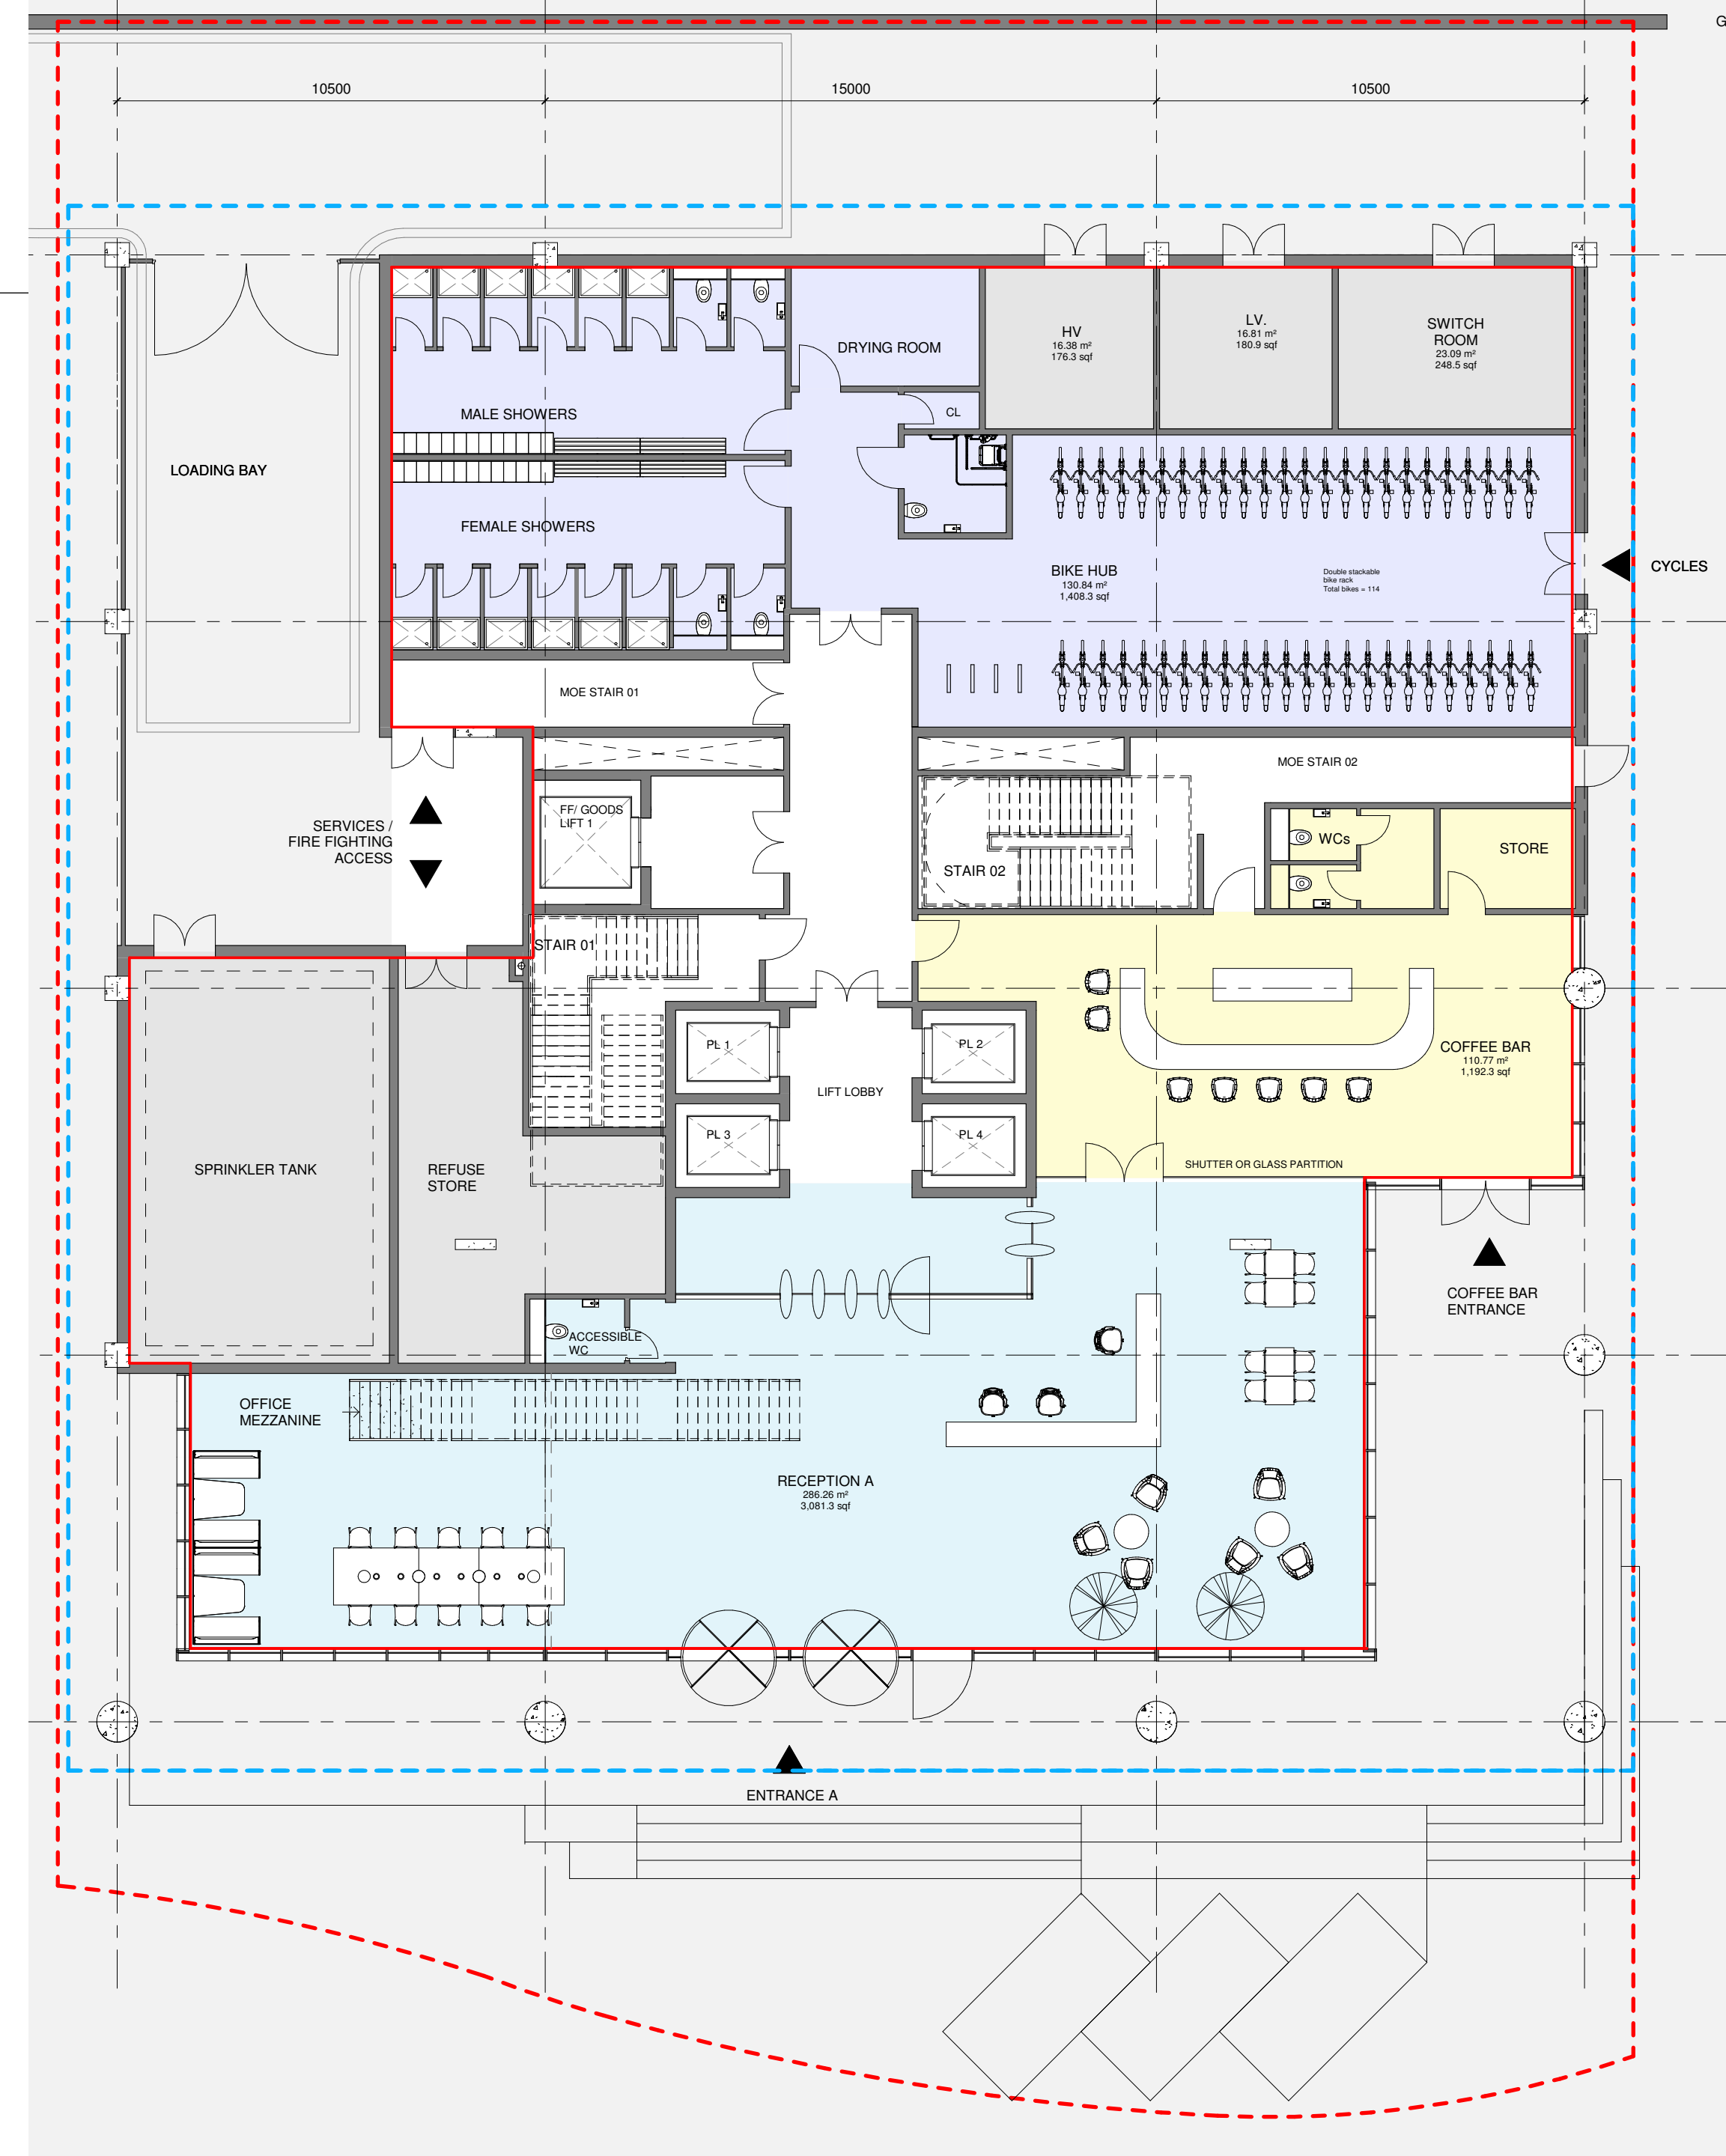 G
10500
15000
10500
HV
16.38 m²
176.3 sqf
LV.
16.81 m²
180.9 sqf
SWITCH
ROOM
23.09 m²
248.5 sqf
DRYING ROOM
MALE SHOWERS
CL
LOADING BAY
FEMALE SHOWERS
BIKE HUB
130.84 m²
1,408.3 sqf
Double stackable
bike rack
Total bikes = 114
CYCLES
MOE STAIR 01
MOE STAIR 02
FF/ GOODS
LIFT 1
SERVICES /
FIRE FIGHTING
ACCESS
WCs
STORE
STAIR 02
STAIR 01
PL 1
PL 2
COFFEE BAR
110.77 m²
1,192.3 sqf
LIFT LOBBY
PL 3
PL 4
SPRINKLER TANK
REFUSE
STORE
SHUTTER OR GLASS PARTITION
COFFEE BAR
ENTRANCE
ACCESSIBLE
WC
OFFICE
MEZZANINE
RECEPTION A
286.26 m²
3,081.3 sqf
ENTRANCE A